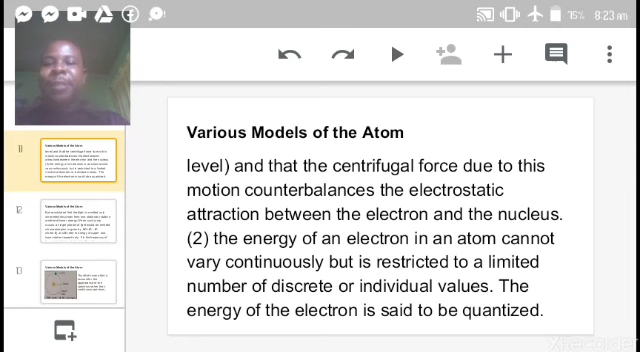 75% 8:23 am
Various Models of the Atom
level) and that the centrifugal force due to this
motion counterbalances the electrostatic
attraction between the electron and the nucleus.
(2) the energy of an electron in an atom cannot
vary continuously but is restricted to a limited
number of discrete or individual values. The
energy of the electron is said to be quantized.
11
12
13
XRecorder